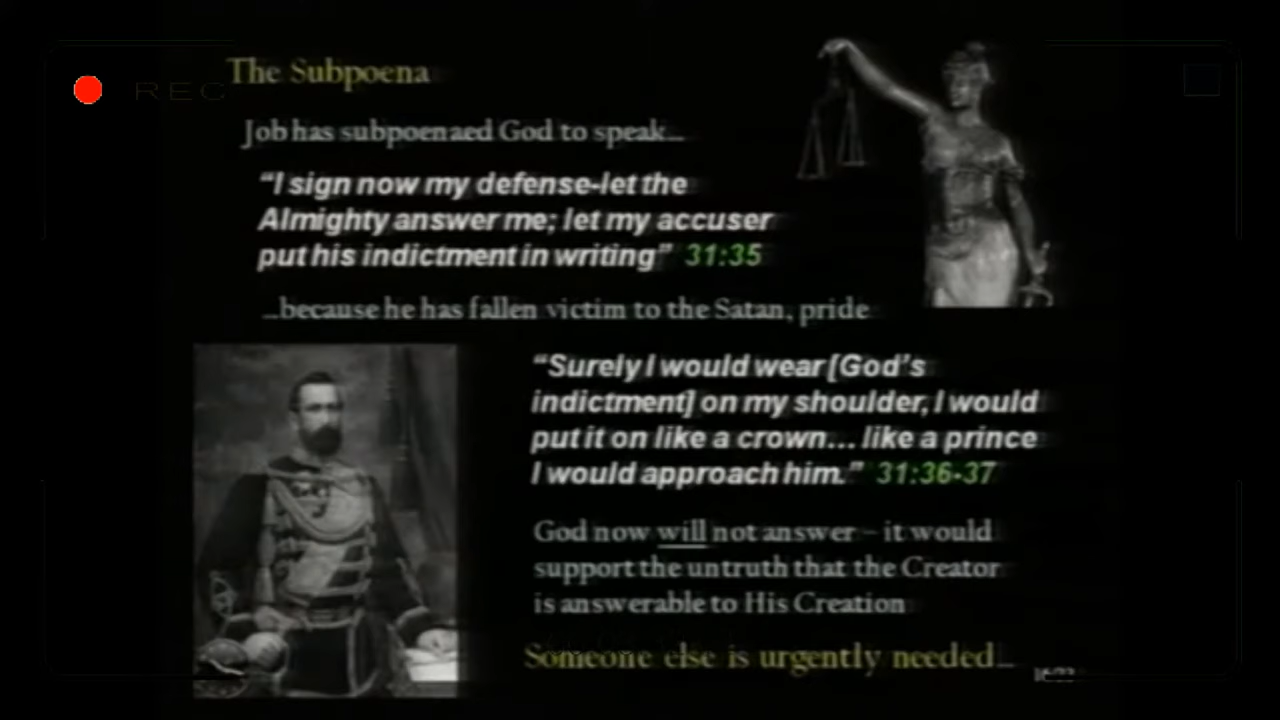 The Subpoena
REC
Job has subpoenaed God to speak...
"I sign now my defense-let the
Almighty answer me; let my accuser
put his indictment in writing" 31:35
...because he has fallen victim to the Satan, pride
"Surely I would wear [God's
indictment] on my shoulder, I would
put it on like a crown... like a prince
I would approach him." 31:36-37
God now will not answer – it would
support the untruth that the Creator
is answerable to His Creation
Someone else is urgently needed...